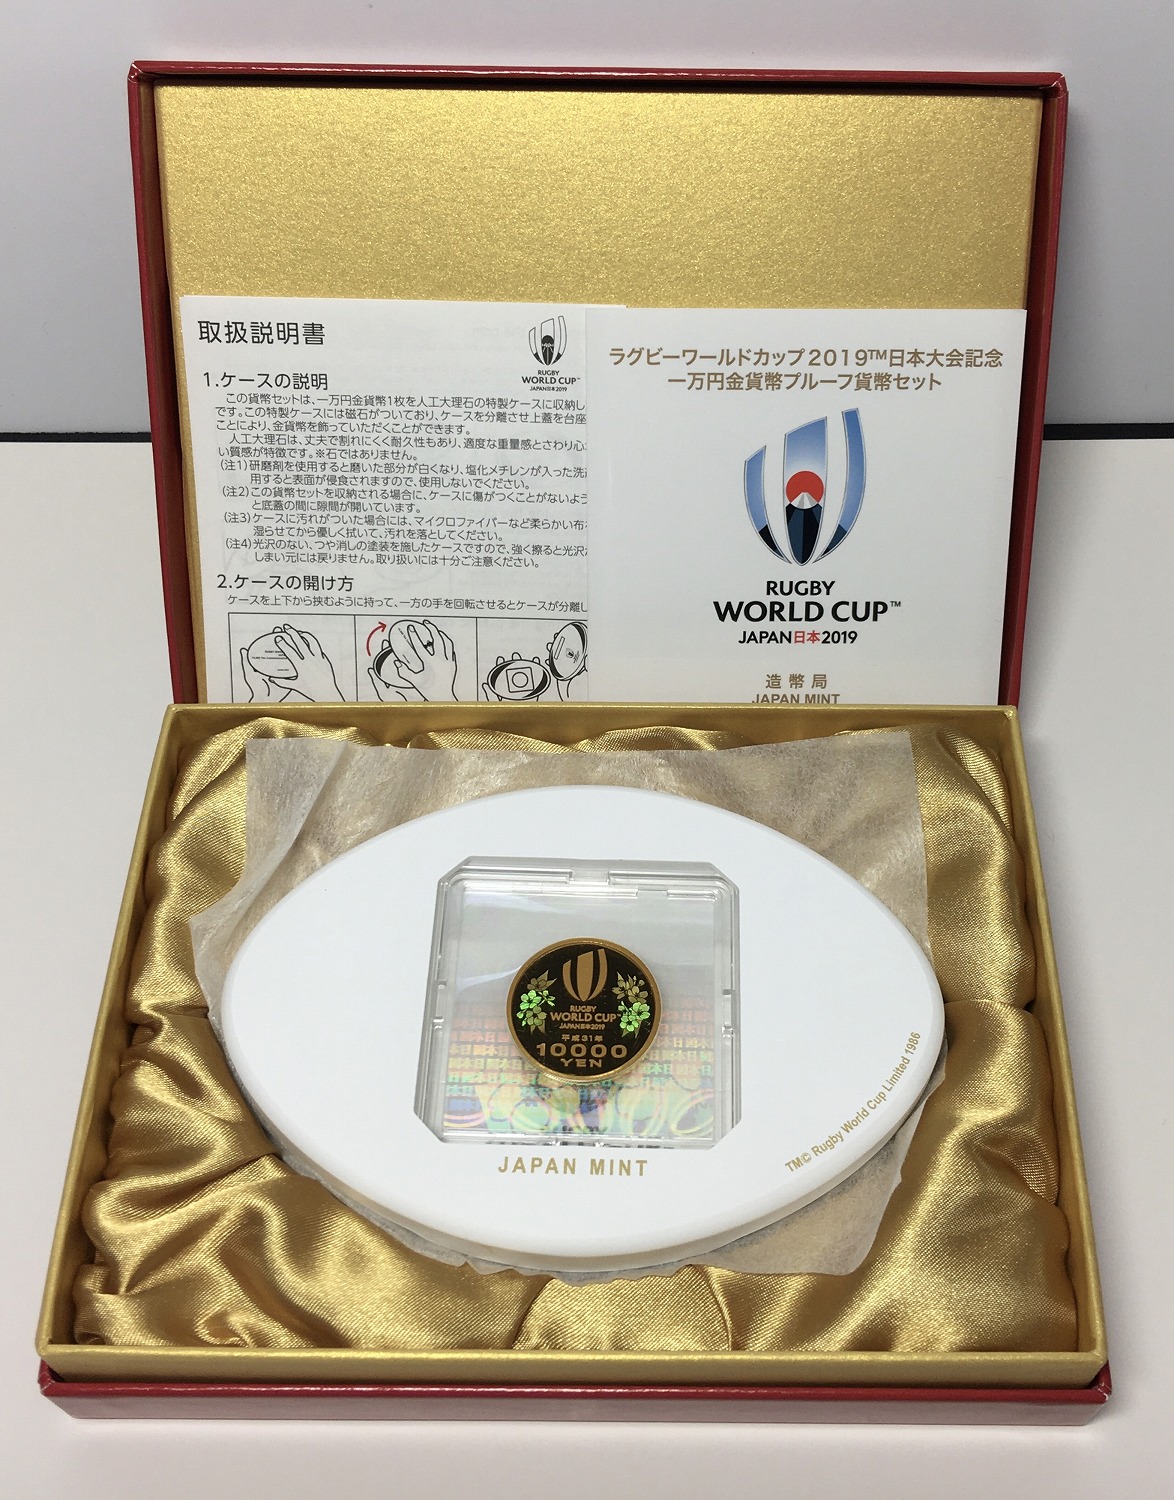 取扱説明書
RUGBY
WORLD CUP™
JAPAN日本2019
1.ケースの説明
この貨幣セットは、一万円金貨幣1枚を人工大理石の特製ケースに収納し
です。この特製ケースには磁石がついており、ケースを分離させ上蓋を台座
ことにより、金貨幣を飾っていただくことができます。
人工大理石は、丈夫で割れにくく耐久性もあり、適度な重量感とさわり心
い質感が特徴です。※石ではありません。
(注1)研磨剤を使用すると磨いた部分が白くなり、塩化メチレンが入った洗
用すると表面が侵食されますので、使用しないでください。
(注2)この貨幣セットを収納される場合に、ケースに傷がつくことがないよう
と底蓋の間に隙間が開いています。
(注3)ケースに汚れがついた場合には、マイクロファイバーなど柔らかい布
湿らせてから優しく拭いて、汚れを落としてください。
(注4)光沢のない、つや消しの塗装を施したケースですので、強く擦ると光沢
しまい元には戻りません。取り扱いには十分ご注意ください。
2.ケースの開け方
ケースを上下から挟むように持って、一方の手を回転させるとケースが分離し
ラグビーワールドカップ2019™日本大会記念
一万円金貨幣プルーフ貨幣セット
RUGBY
WORLD CUP™
JAPAN日本2019
造幣局
JAPAN MINT
RUGBY
WORLD CUP™
JAPAN日本2019
平成31年
10000
YEN
JAPAN MINT
TM© Rugby World Cup Limited 1986